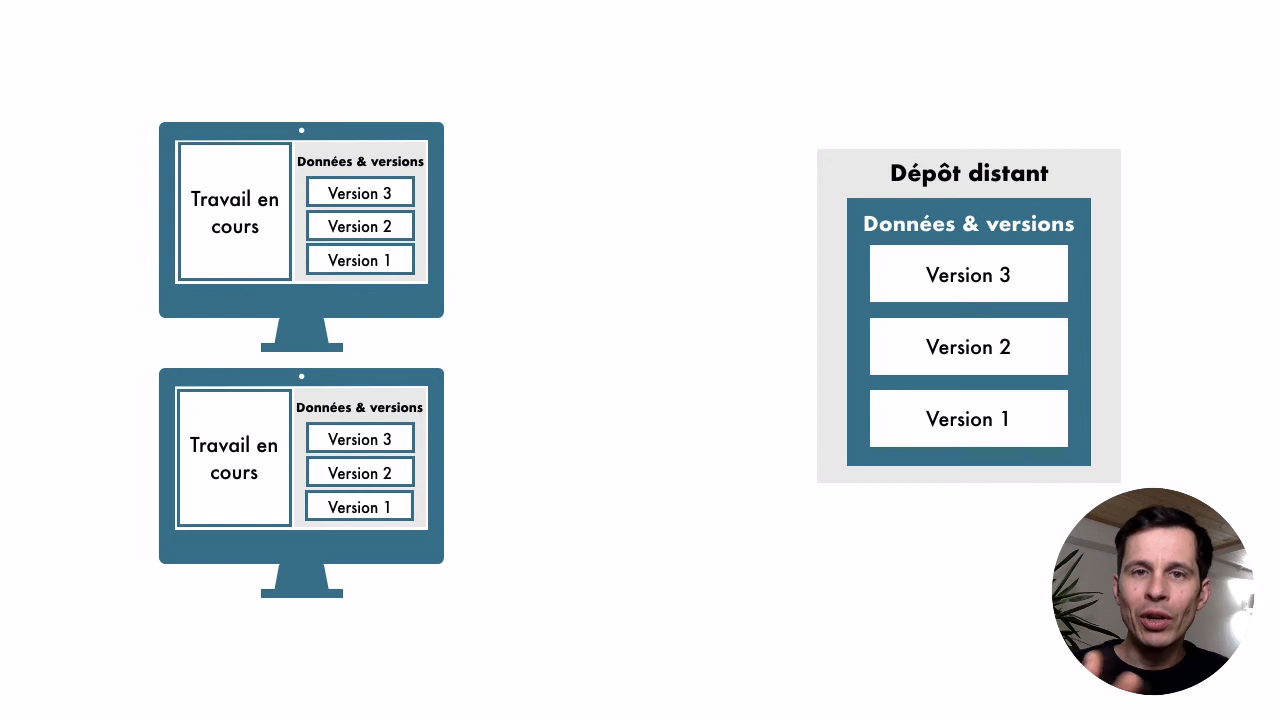 Données & versions
Travail en
cours
Version 3
Version 2
Version 1
Données & versions
Travail en
cours
Version 3
Version 2
Version 1
Dépôt distant
Données & versions
Version 3
Version 2
Version 1